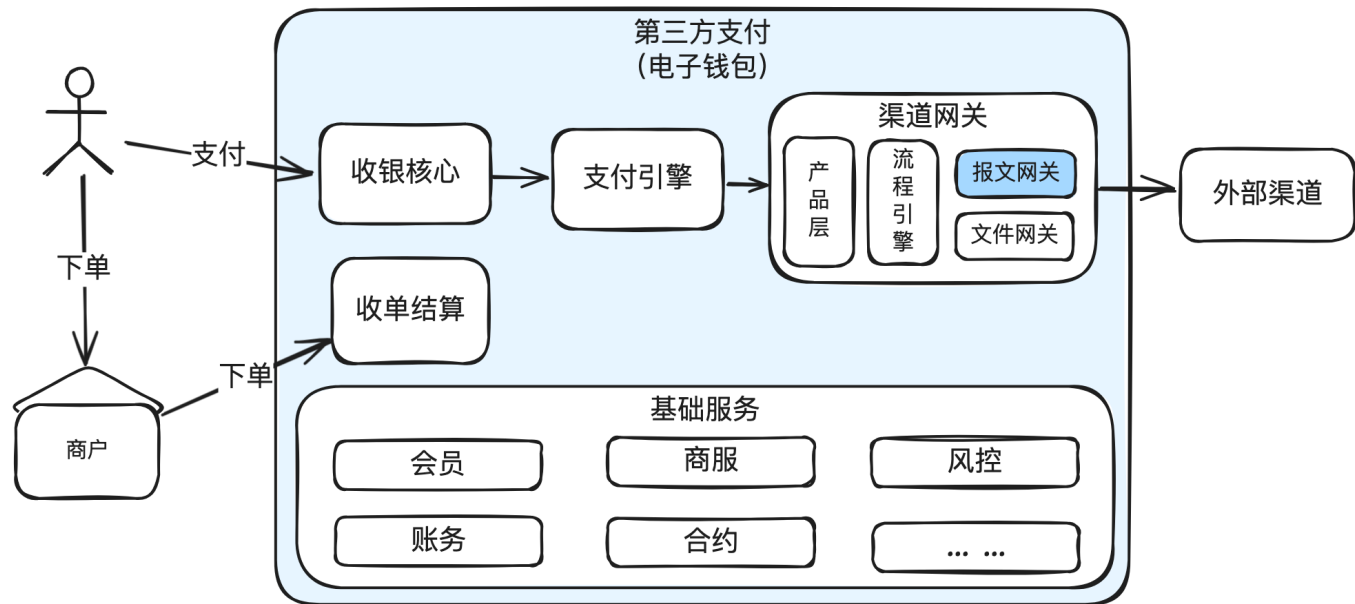 第三方支付
(电子钱包)
渠道网关
支付
收银核心
支付引擎
产品层
流程引擎
报文网关
文件网关
外部渠道
下单
收单结算
下单
商户
基础服务
会员
商服
风控
账务
合约
... ...